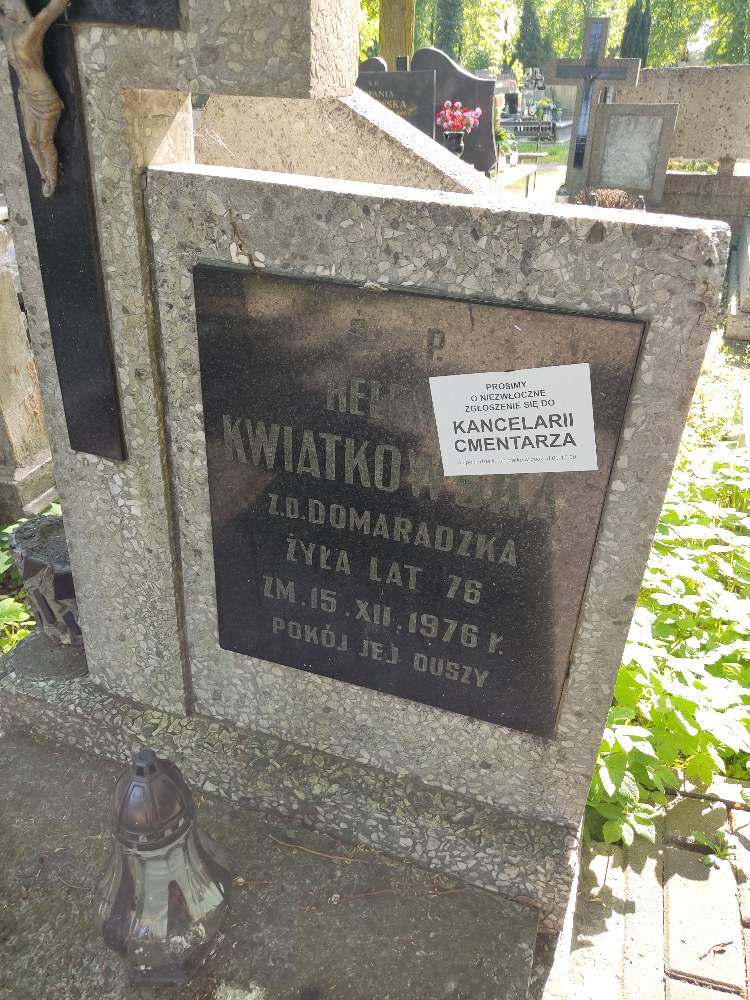 Ś. P.
KWIATKOWSKA
Z.D. DOMARADZKA
ŻYŁA LAT 76
ZM. 15.XII.1976 r.
POKÓJ JEJ DUSZY
PROSIMY
O NIEZWŁOCZNE
ZGŁOSZENIE SIĘ DO
KANCELARII
CMENTARZA